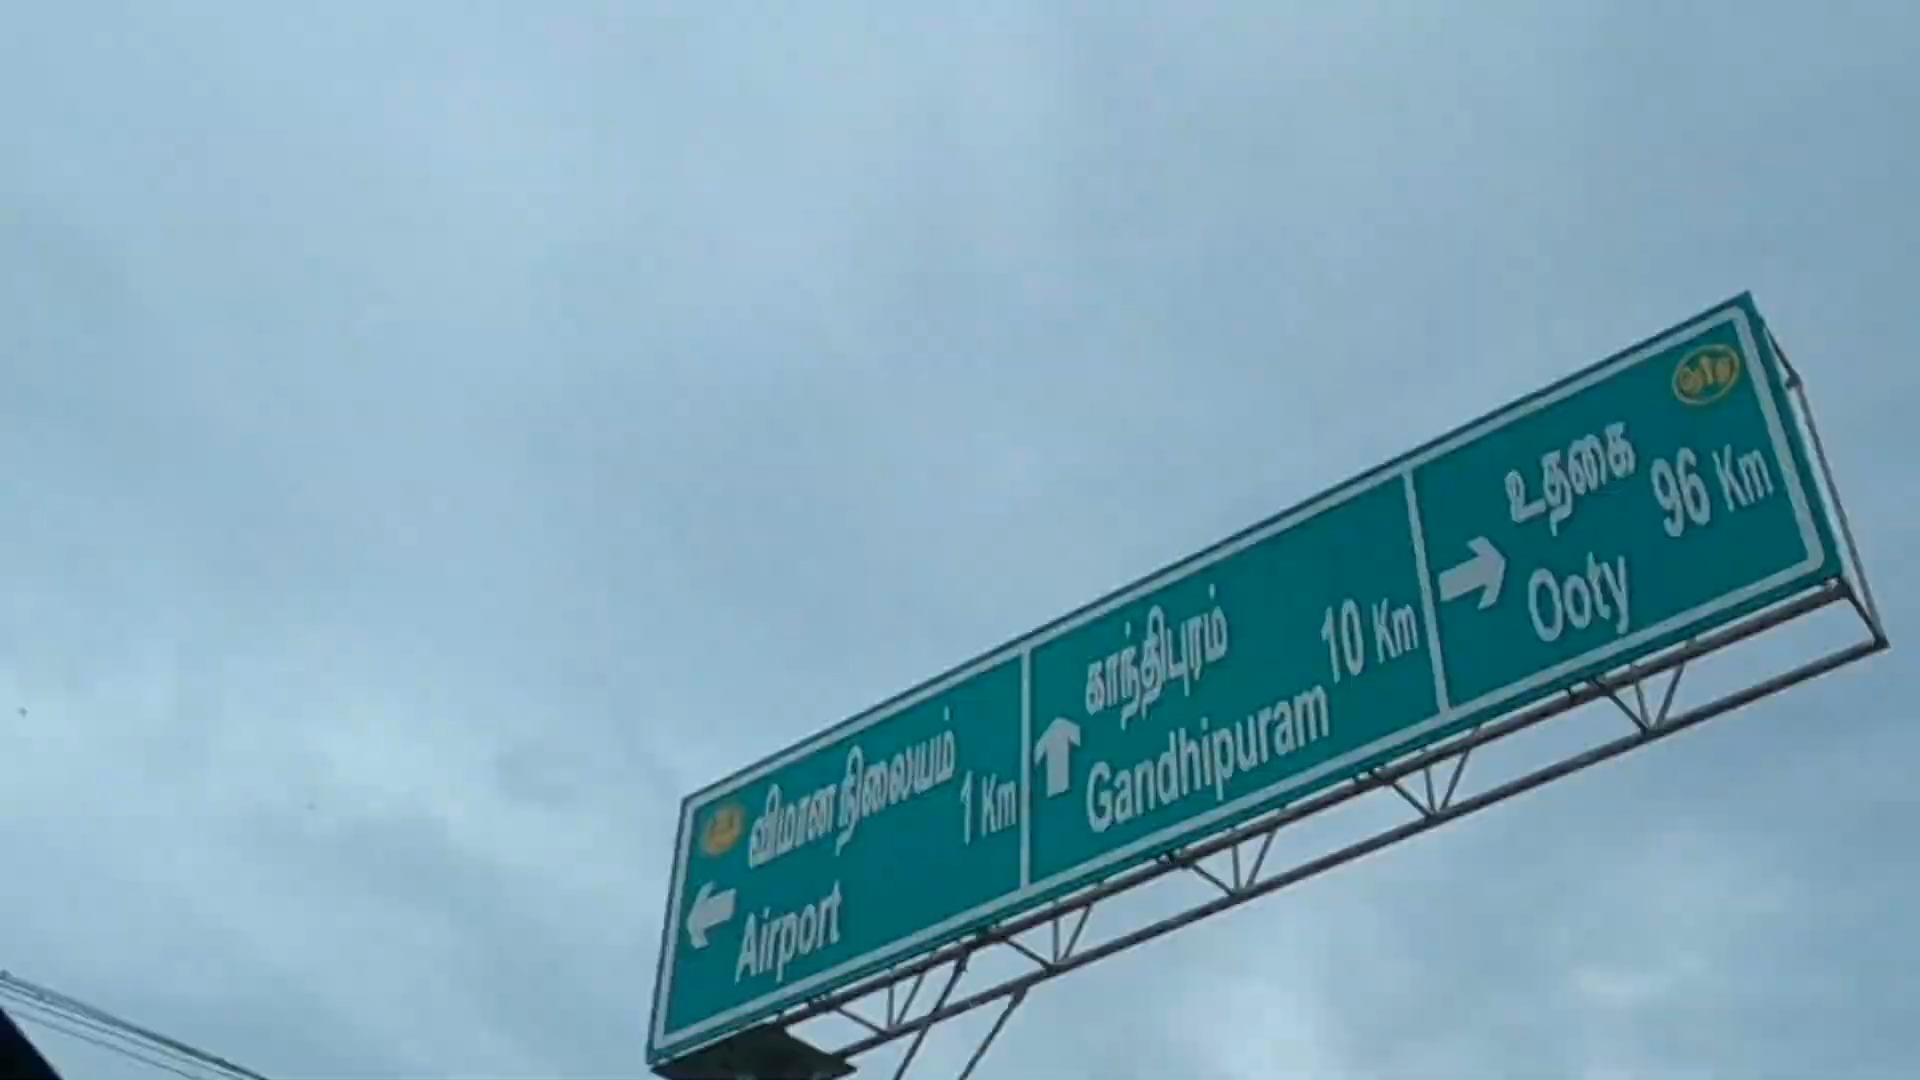 விமான நிலையம் 1 Km
Airport
காந்திபுரம் 10 Km
Gandhipuram
உதகை 96 Km
Ooty